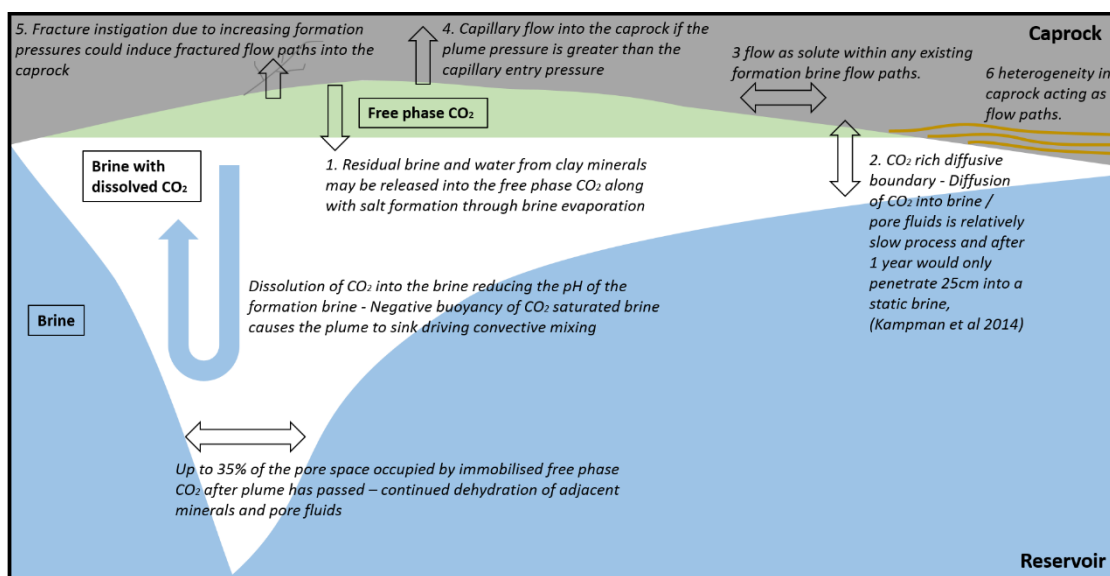 5. Fracture instigation due to increasing formation
pressures could induce fractured flow paths into the
caprock
4. Capillary flow into the caprock if the
plume pressure is greater than the
capillary entry pressure
Caprock
3 flow as solute within any existing
formation brine flow paths.
6 heterogeneity in
caprock acting as
flow paths.
Free phase CO₂
Brine with
dissolved CO₂
1. Residual brine and water from clay minerals
may be released into the free phase CO₂ along
with salt formation through brine evaporation
2. CO₂ rich diffusive
boundary - Diffusion
of CO₂ into brine /
pore fluids is relatively
slow process and after
1 year would only
penetrate 25cm into a
static brine,
(Kampman et al 2014)
Dissolution of CO₂ into the brine reducing the pH of the
formation brine - Negative buoyancy of CO₂ saturated brine
causes the plume to sink driving convective mixing
Brine
Up to 35% of the pore space occupied by immobilised free phase
CO₂ after plume has passed – continued dehydration of adjacent
minerals and pore fluids
Reservoir